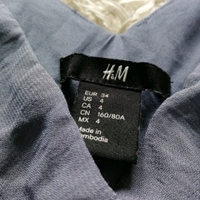 H&M
EUR 34
US 4
CA 4
CN 160/80A
MX 4
Made in
Cambodia